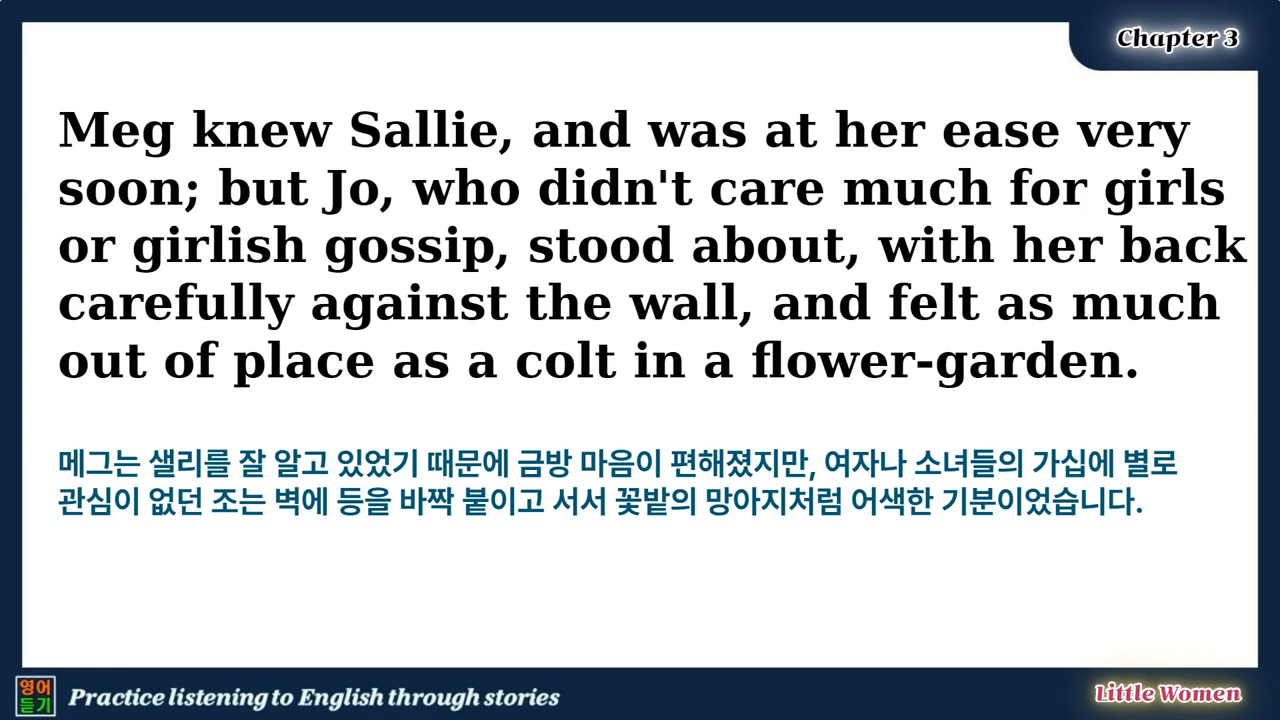 Chapter 3
Meg knew Sallie, and was at her ease very
soon; but Jo, who didn't care much for girls
or girlish gossip, stood about, with her back
carefully against the wall, and felt as much
out of place as a colt in a flower-garden.
메그는 샐리를 잘 알고 있었기 때문에 금방 마음이 편해졌지만, 여자나 소녀들의 가십에 별로
관심이 없던 조는 벽에 등을 바짝 붙이고 서서 꽃밭의 망아지처럼 어색한 기분이었습니다.
영어
듣기
Practice listening to English through stories
Little Women